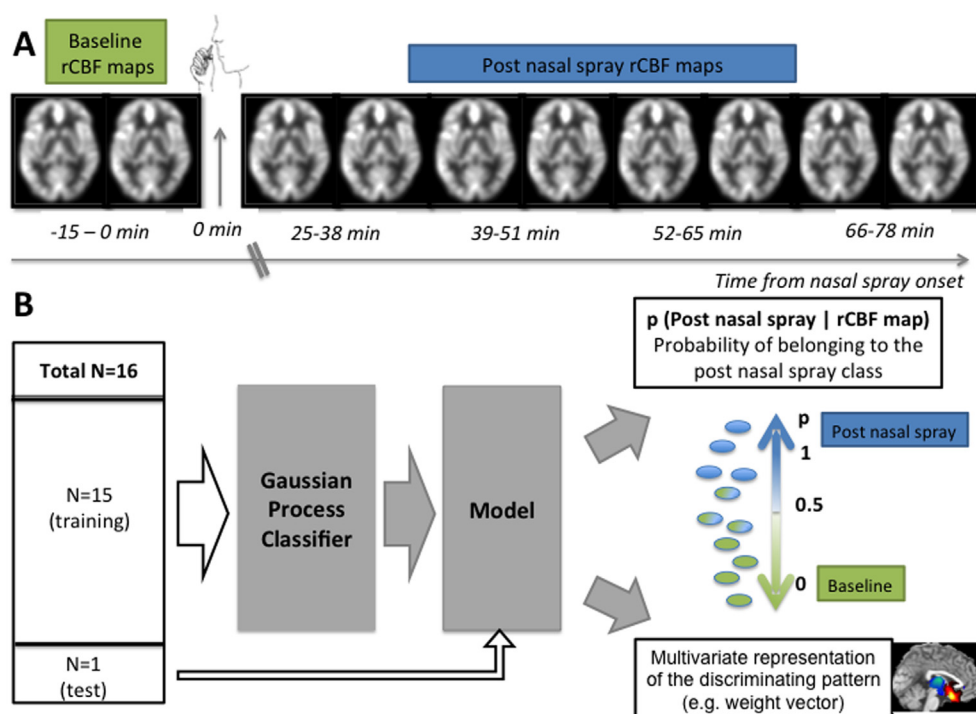 A
Baseline
rCBF maps
Post nasal spray rCBF maps
-15 – 0 min
0 min
25-38 min
39-51 min
52-65 min
66-78 min
Time from nasal spray onset
B
Total N=16
N=15
(training)
N=1
(test)
Gaussian
Process
Classifier
Model
p (Post nasal spray | rCBF map)
Probability of belonging to the
post nasal spray class
p
Post nasal spray
1
0.5
0
Baseline
Multivariate representation
of the discriminating pattern
(e.g. weight vector)